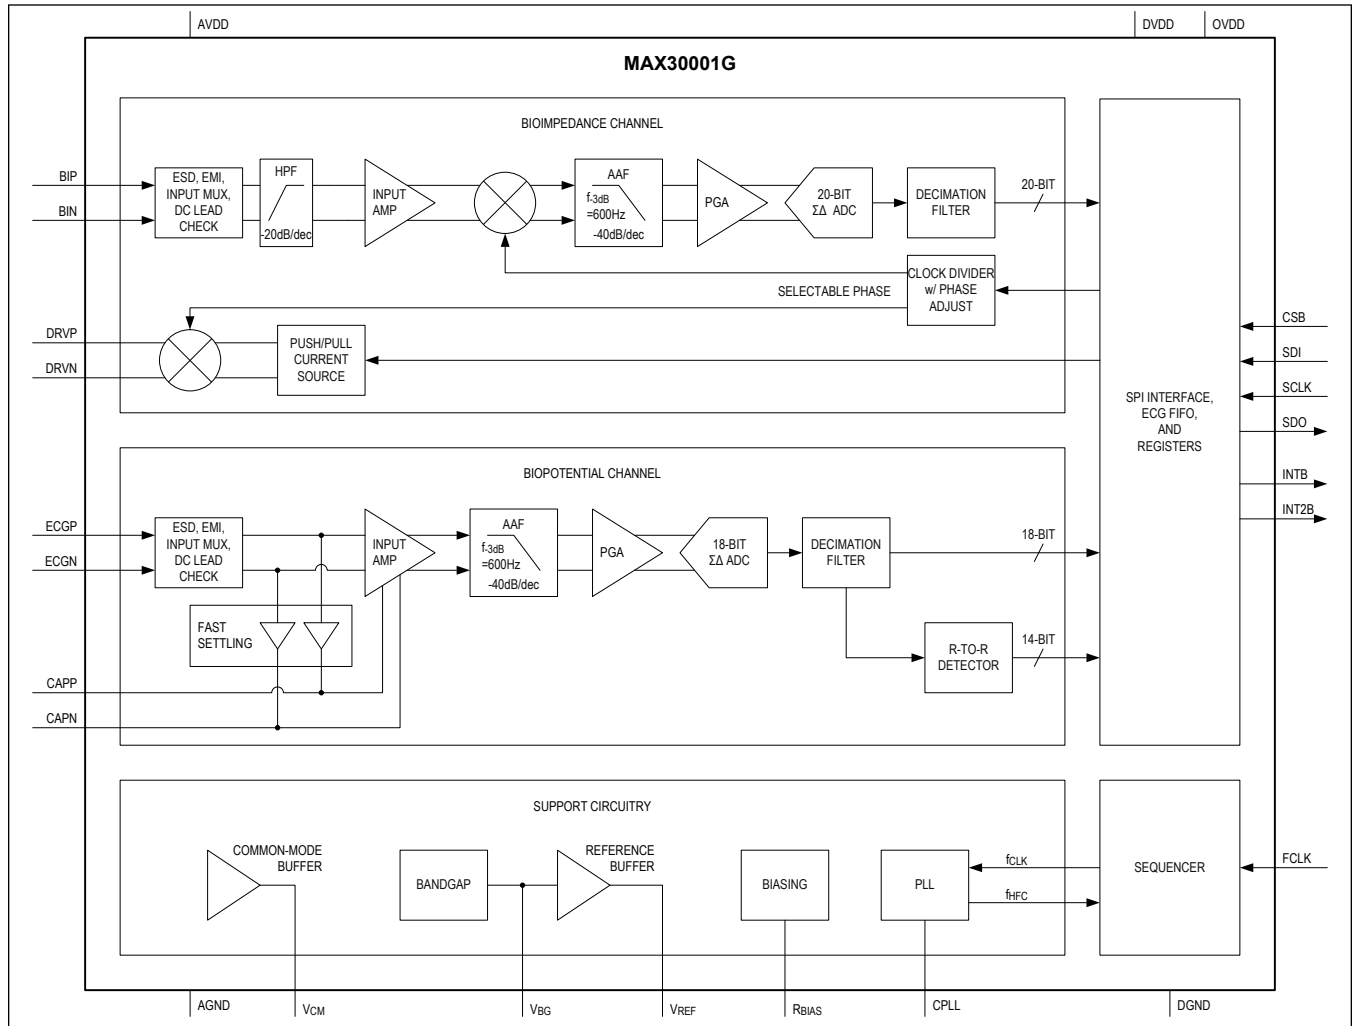 AVDD
DVDD
OVDD
MAX30001G
BIOIMPEDANCE CHANNEL
BIP
BIN
ESD, EMI,
INPUT MUX,
DC LEAD
CHECK
HPF
-20dB/dec
INPUT
AMP
AAF
f-3dB
=600Hz
-40dB/dec
PGA
20-BIT
ΣΔ ADC
DECIMATION
FILTER
20-BIT
CLOCK DIVIDER
w/ PHASE
ADJUST
SELECTABLE PHASE
DRVP
DRVN
PUSH/PULL
CURRENT
SOURCE
SPI INTERFACE,
ECG FIFO,
AND
REGISTERS
CSB
SDI
SCLK
SDO
INTB
INT2B
BIOPOTENTIAL CHANNEL
ECGP
ECGN
ESD, EMI,
INPUT MUX,
DC LEAD
CHECK
INPUT
AMP
AAF
f-3dB
=600Hz
-40dB/dec
PGA
18-BIT
ΣΔ ADC
DECIMATION
FILTER
18-BIT
FAST
SETTLING
R-TO-R
DETECTOR
14-BIT
CAPP
CAPN
SUPPORT CIRCUITRY
COMMON-MODE
BUFFER
BANDGAP
REFERENCE
BUFFER
BIASING
PLL
fCLK
fHFC
SEQUENCER
FCLK
AGND
VCM
VBG
VREF
RBIAS
CPLL
DGND